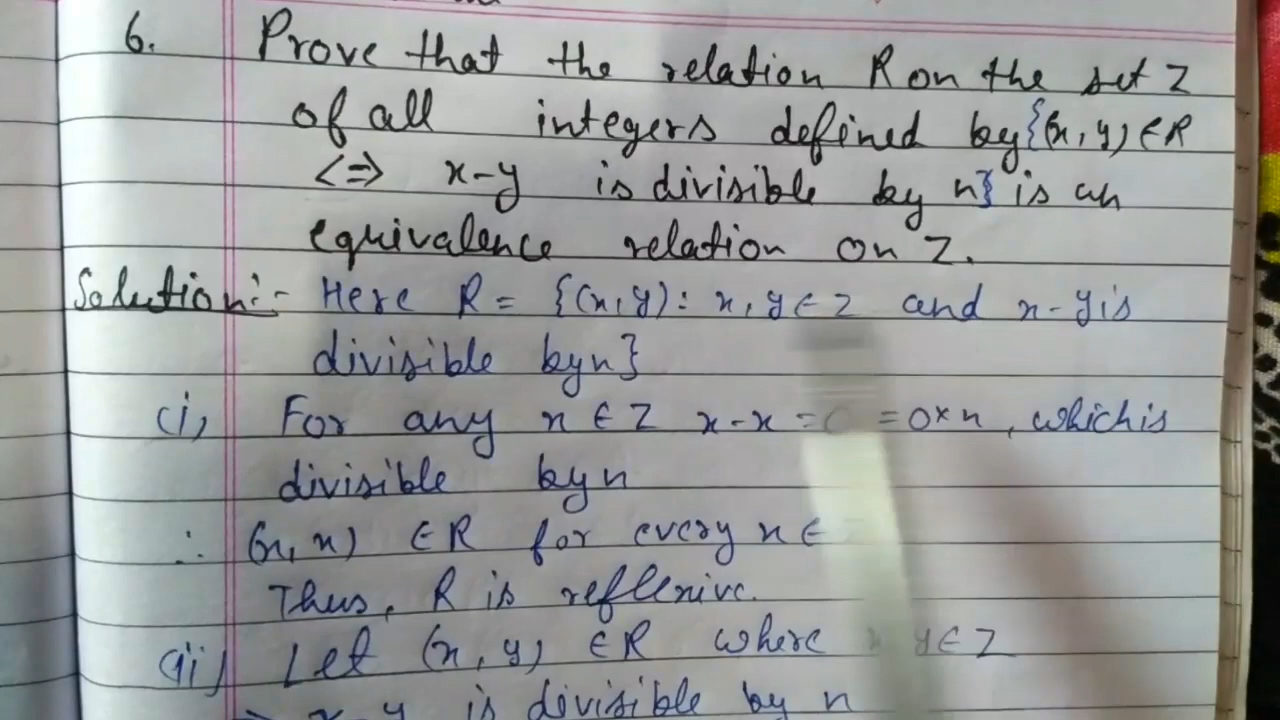 6. Prove that the relation R on the set Z
of all integers defined by {(x, y) ∈ R
<=> x-y is divisible by n} is an
equivalence relation on Z.
Solution:- Here R = {(x,y): x, y ∈ Z and x-y is
divisible by n}
(i) For any x ∈ Z x-x = 0 = 0×n, which is
divisible by n
∴ (x, x) ∈ R for every x ∈
Thus, R is reflexive.
(ii) Let (x, y) ∈ R where y ∈ Z
x y is divisible by n